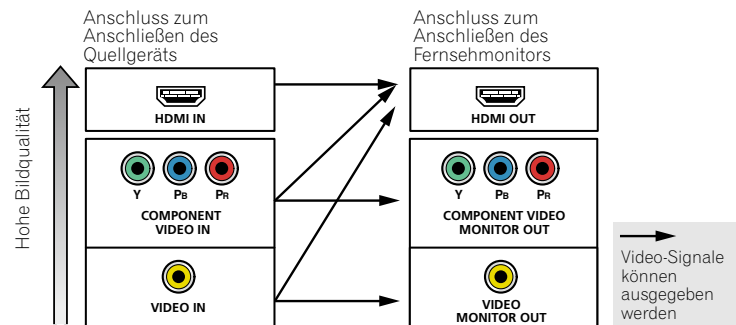 Anschluss zum
Anschließen des
Quellgeräts
Anschluss zum
Anschließen des
Fernsehmonitors
Hohe Bildqualität
HDMI IN
HDMI OUT
Y PB PR
COMPONENT
VIDEO IN
Y PB PR
COMPONENT VIDEO
MONITOR OUT
VIDEO IN
VIDEO
MONITOR OUT
Video-Signale
können
ausgegeben
werden